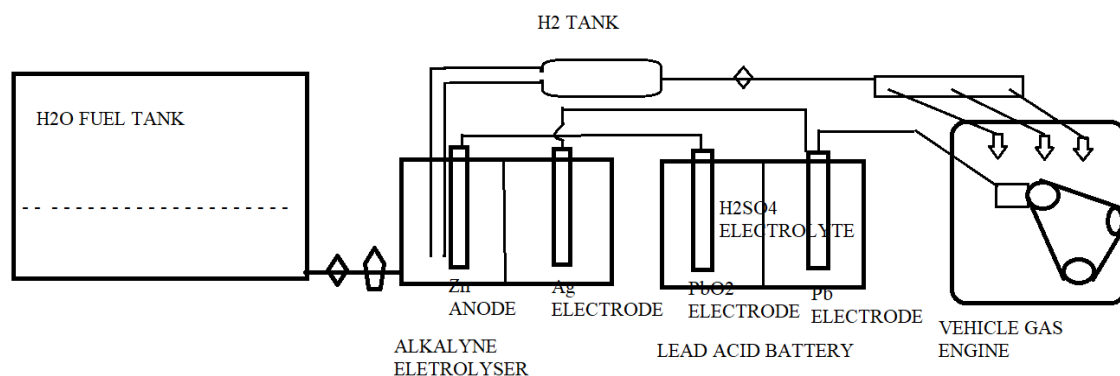 H2 TANK
H2O FUEL TANK
H2SO4
ELECTROLYTE
Zn
ANODE
Ag
ELECTRODE
PbO2
ELECTRODE
Pb
ELECTRODE
ALKALYNE
ELETROLYSER
LEAD ACID BATTERY
VEHICLE GAS
ENGINE